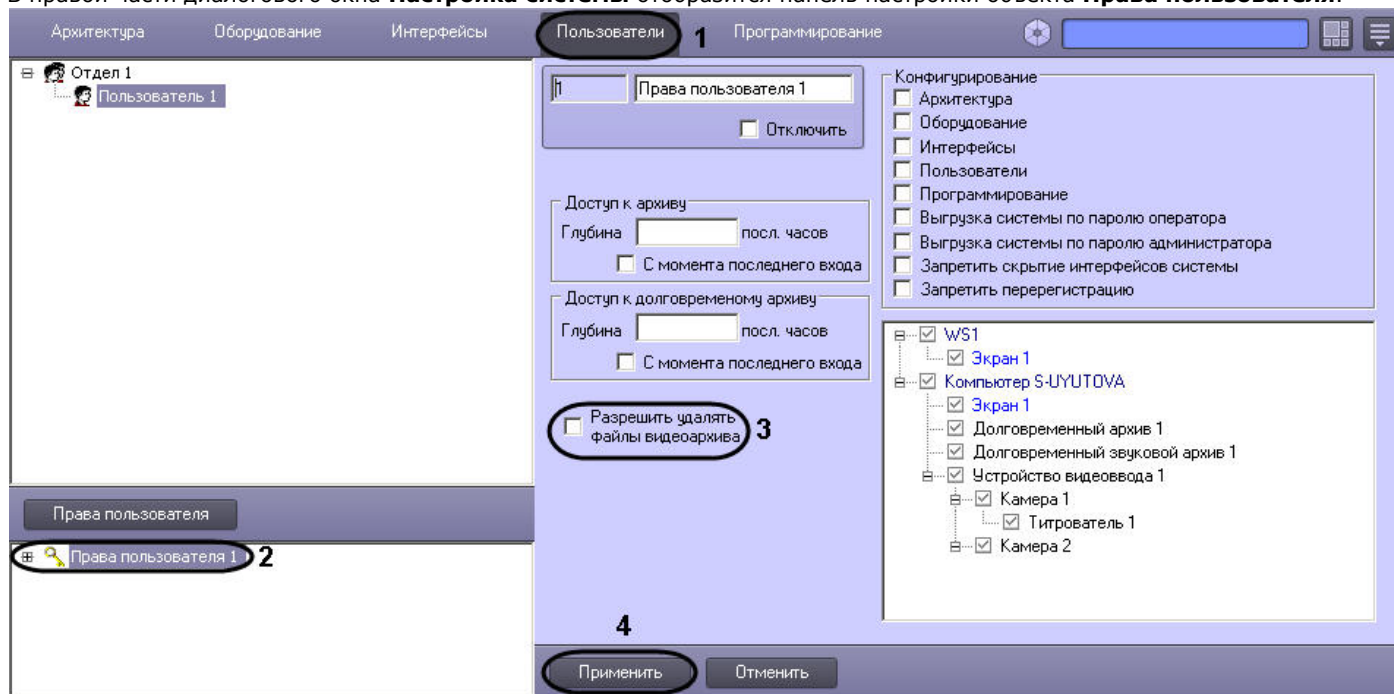 В правой части диалогового окна Настройка системы отобразится панель настройки объекта Права пользователя.
Архитектура Оборудование Интерфейсы Пользователи 1 Программирование
Отдел 1
Пользователь 1
1 Права пользователя 1
Отключить
Доступ к архиву
Глубина посл. часов
С момента последнего входа
Доступ к долговременому архиву
Глубина посл. часов
С момента последнего входа
Разрешить удалять
файлы видеоархива 3
Конфигурирование
Архитектура
Оборудование
Интерфейсы
Пользователи
Программирование
Выгрузка системы по паролю оператора
Выгрузка системы по паролю администратора
Запретить скрытие интерфейсов системы
Запретить перерегистрацию
WS1
Экран 1
Компьютер S-UYUTOVA
Экран 1
Долговременный архив 1
Долговременный звуковой архив 1
Устройство видеоввода 1
Камера 1
Титрователь 1
Камера 2
Права пользователя
Права пользователя 1 2
4
Применить Отменить